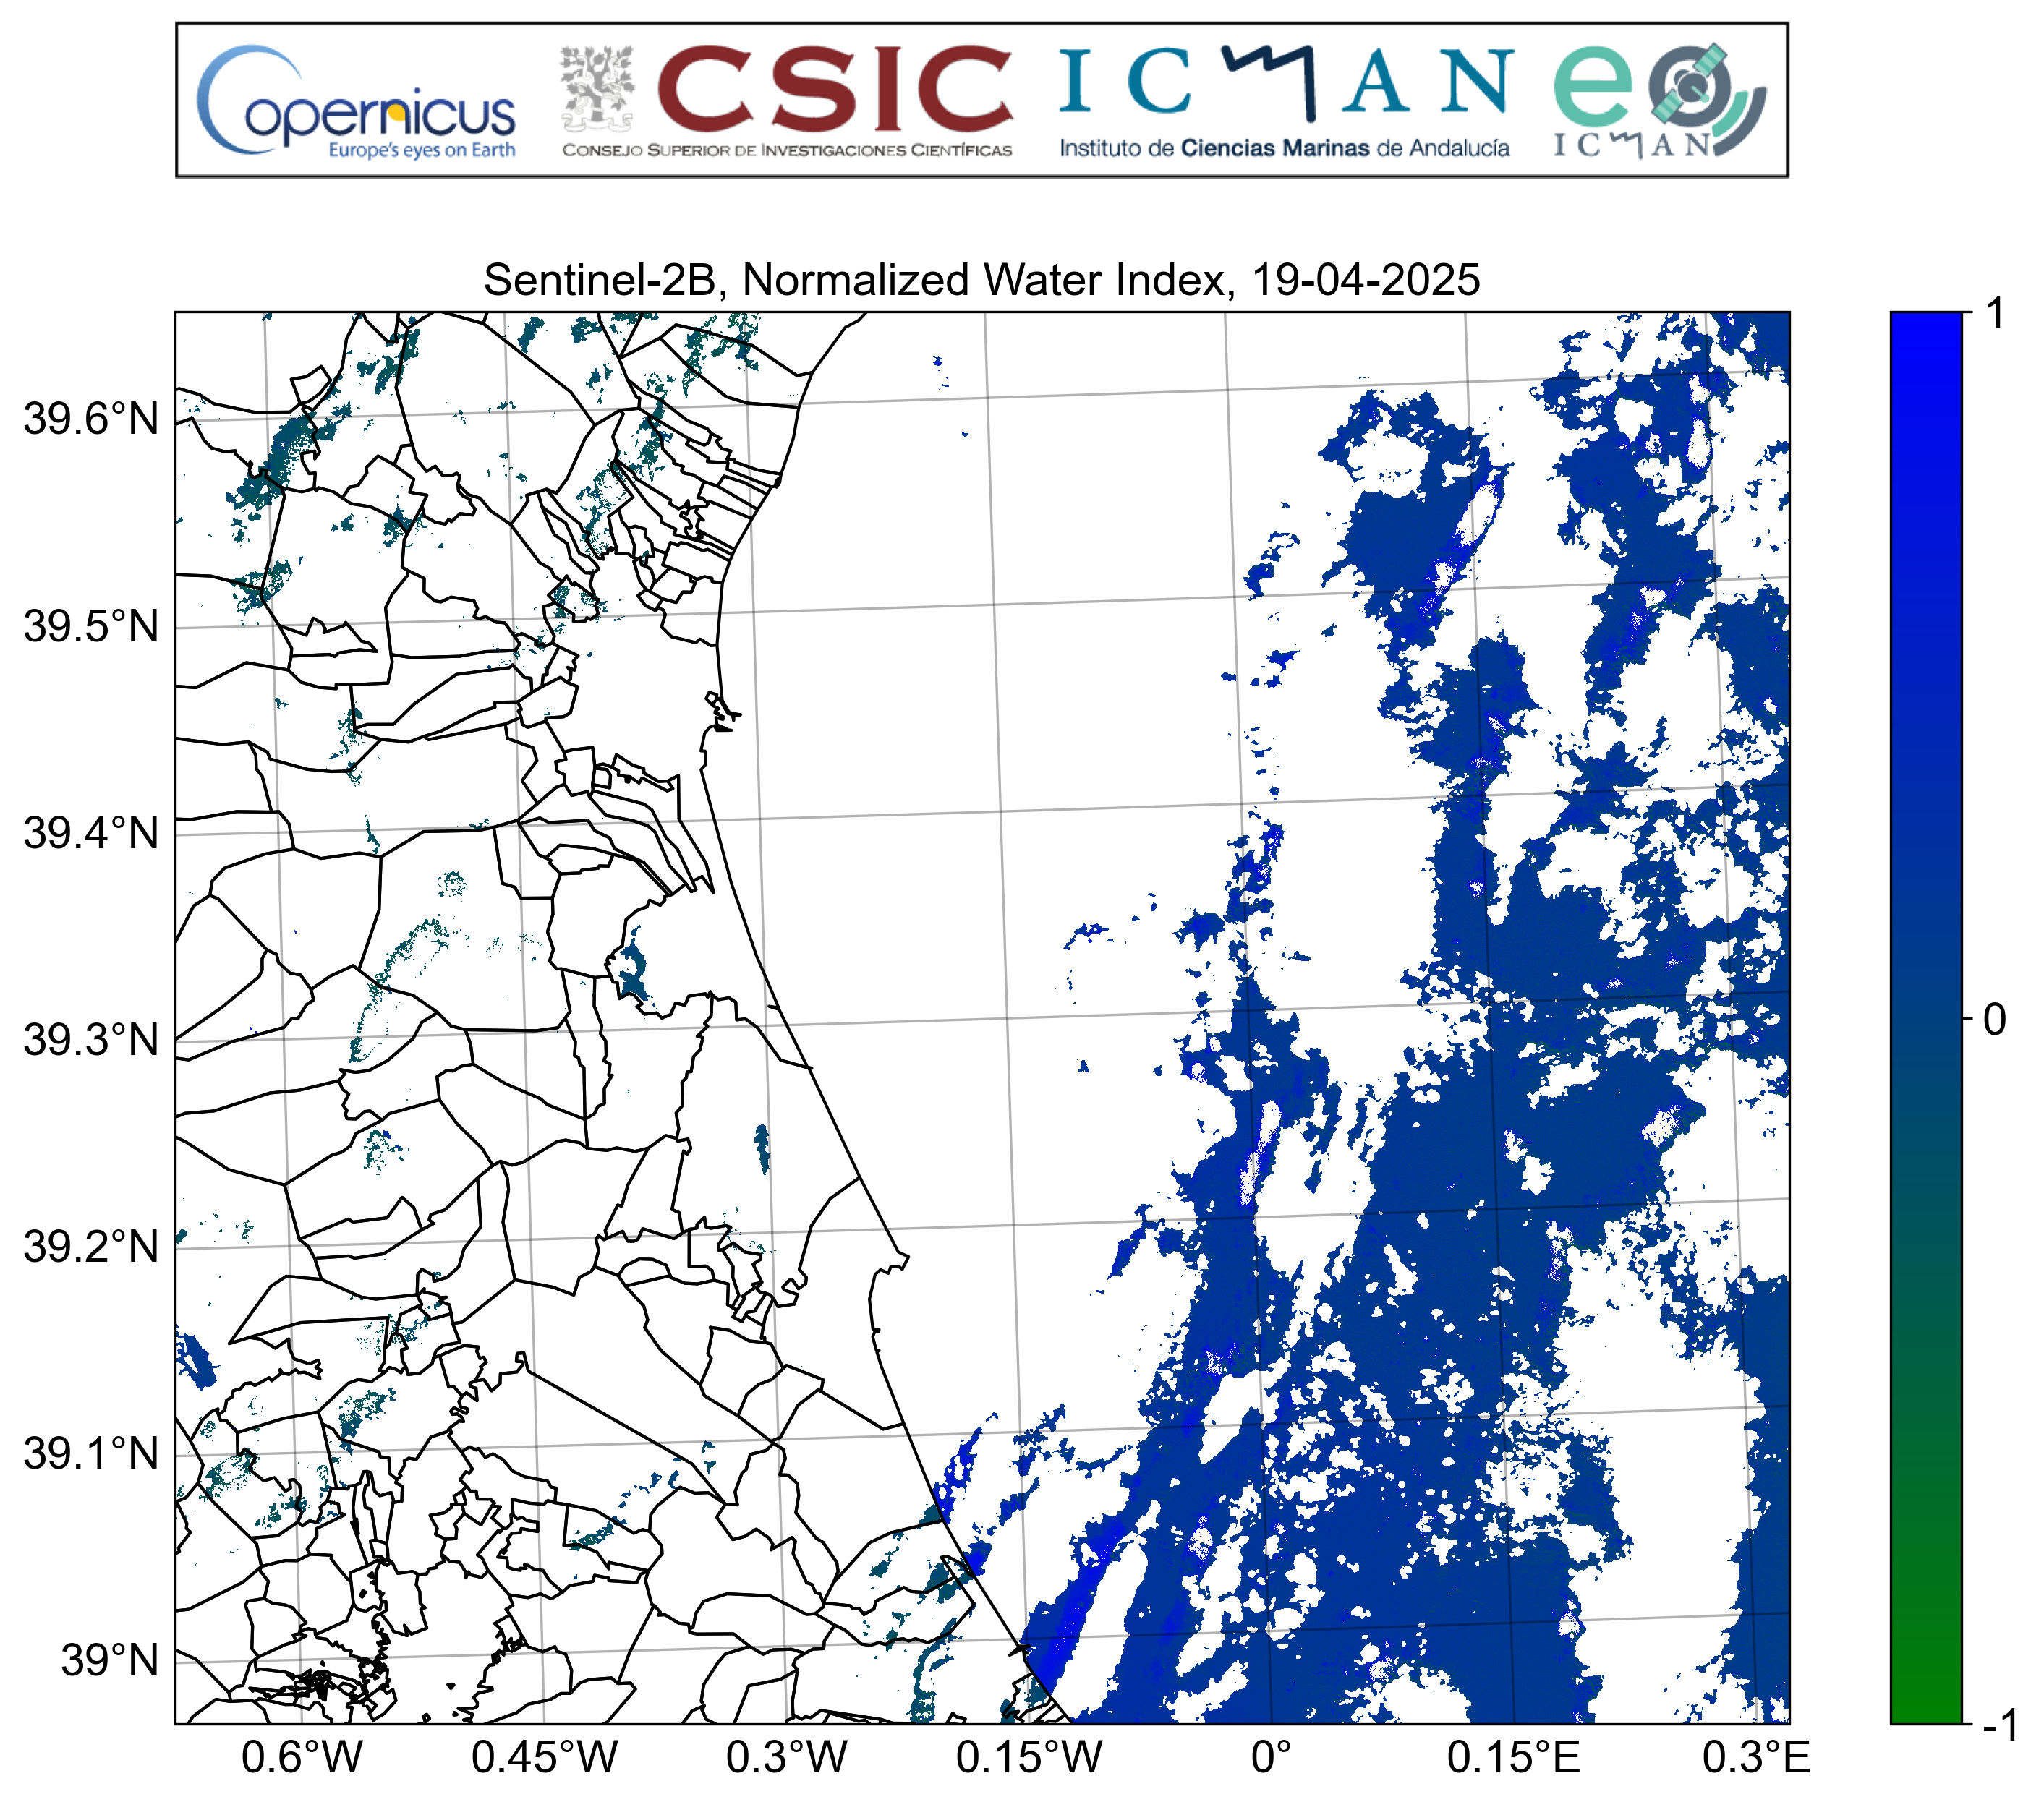 Copernicus
Europe's eyes on Earth
CSIC
CONSEJO SUPERIOR DE INVESTIGACIONES CIENTÍFICAS
ICMAN
Instituto de Ciencias Marinas de Andalucía
eo
ICMAN
Sentinel-2B, Normalized Water Index, 19-04-2025
39.6°N
39.5°N
39.4°N
39.3°N
39.2°N
39.1°N
39°N
0.6°W 0.45°W 0.3°W 0.15°W 0° 0.15°E 0.3°E
1
0
-1